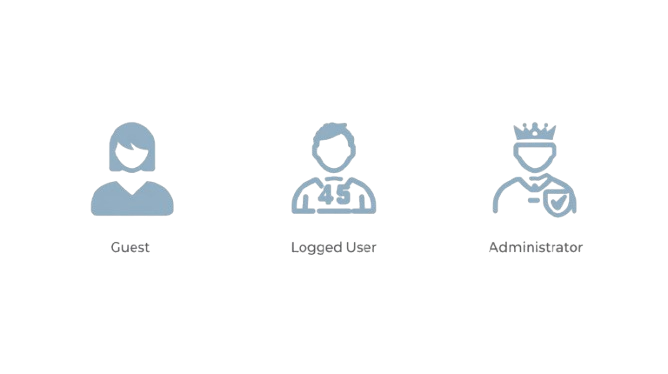 45
Guest
Logged User
Administrator